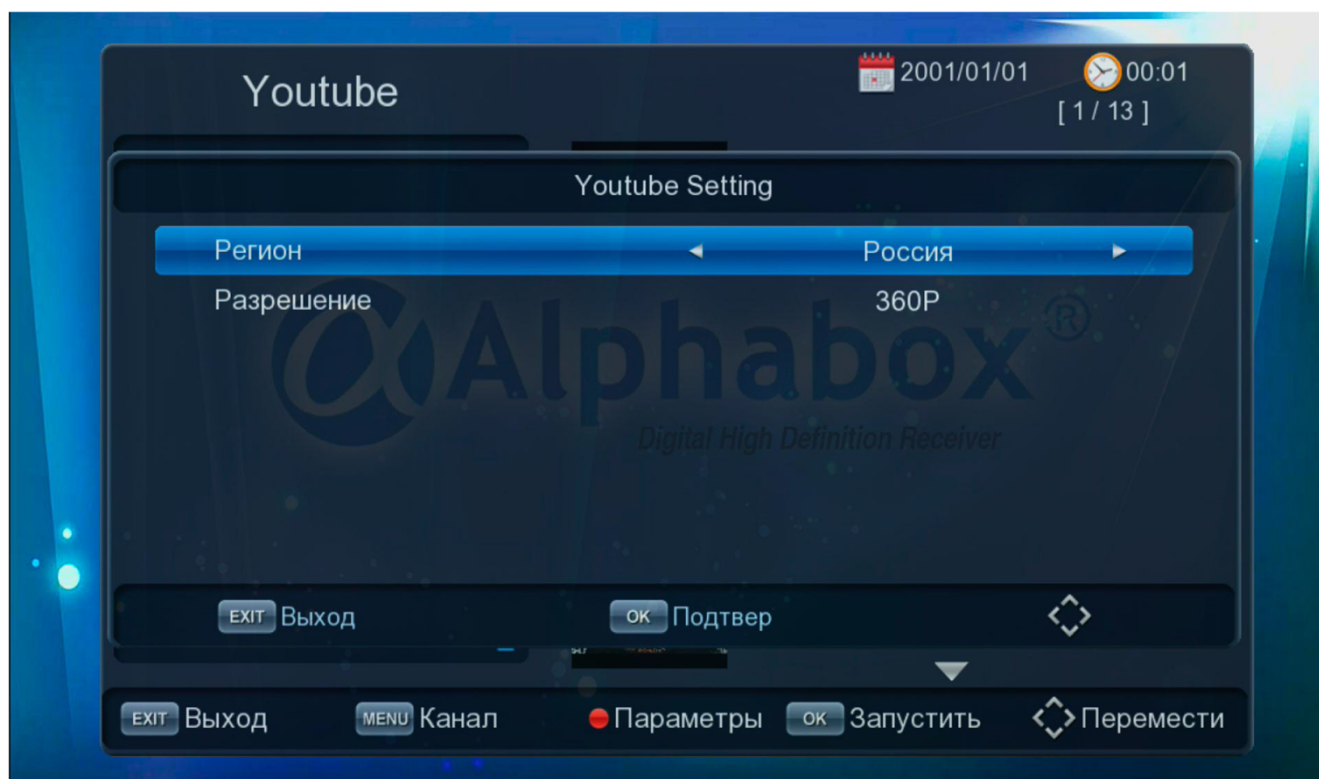 Youtube
2001/01/01 00:01
[ 1 / 13 ]
Youtube Setting
Регион Россия
Разрешение 360P
Alphabox®
Digital High Definition Receiver
EXIT Выход OK Подтвер
EXIT Выход MENU Канал Параметры OK Запустить Перемести